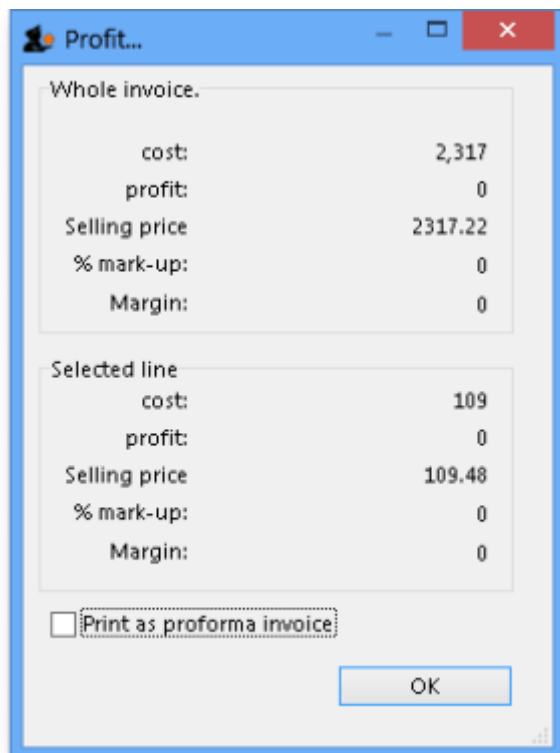 Profit...
Whole invoice.
cost: 2,317
profit: 0
Selling price 2317.22
% mark-up: 0
Margin: 0
Selected line
cost: 109
profit: 0
Selling price 109.48
% mark-up: 0
Margin: 0
Print as proforma invoice
OK